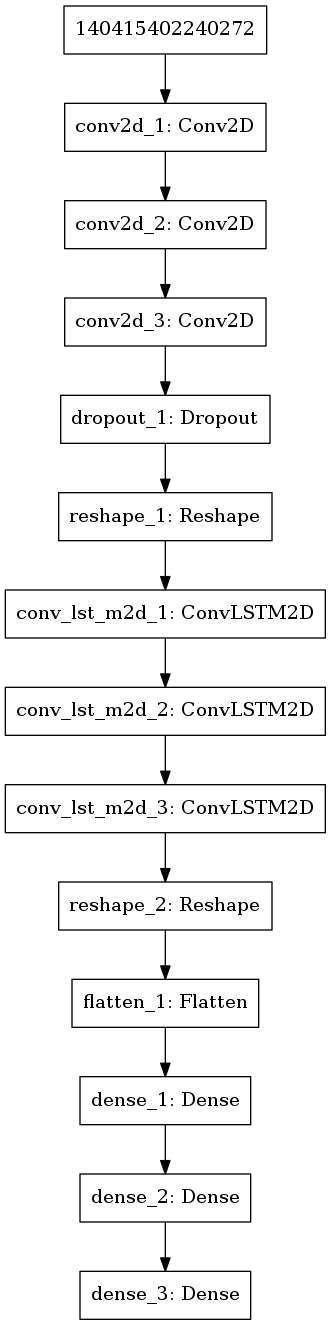 140415402240272
conv2d_1: Conv2D
conv2d_2: Conv2D
conv2d_3: Conv2D
dropout_1: Dropout
reshape_1: Reshape
conv_lst_m2d_1: ConvLSTM2D
conv_lst_m2d_2: ConvLSTM2D
conv_lst_m2d_3: ConvLSTM2D
reshape_2: Reshape
flatten_1: Flatten
dense_1: Dense
dense_2: Dense
dense_3: Dense